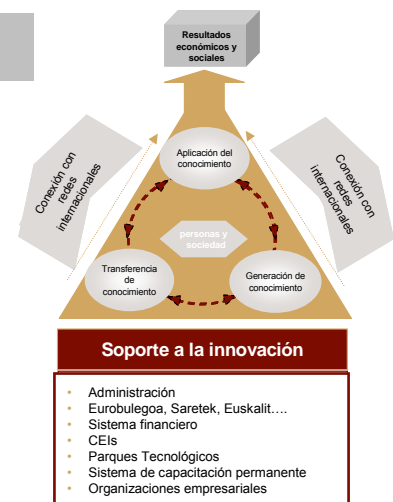 Resultados
económicos y
sociales
Aplicación del
conocimiento
Conexión con
redes
internacionales
Conexión con
redes
internacionales
personas y
sociedad
Transferencia
de
conocimiento
Generación de
conocimiento
Soporte a la innovación
• Administración
• Eurobulegoa, Saretek, Euskalit….
• Sistema financiero
• CEIs
• Parques Tecnológicos
• Sistema de capacitación permanente
• Organizaciones empresariales